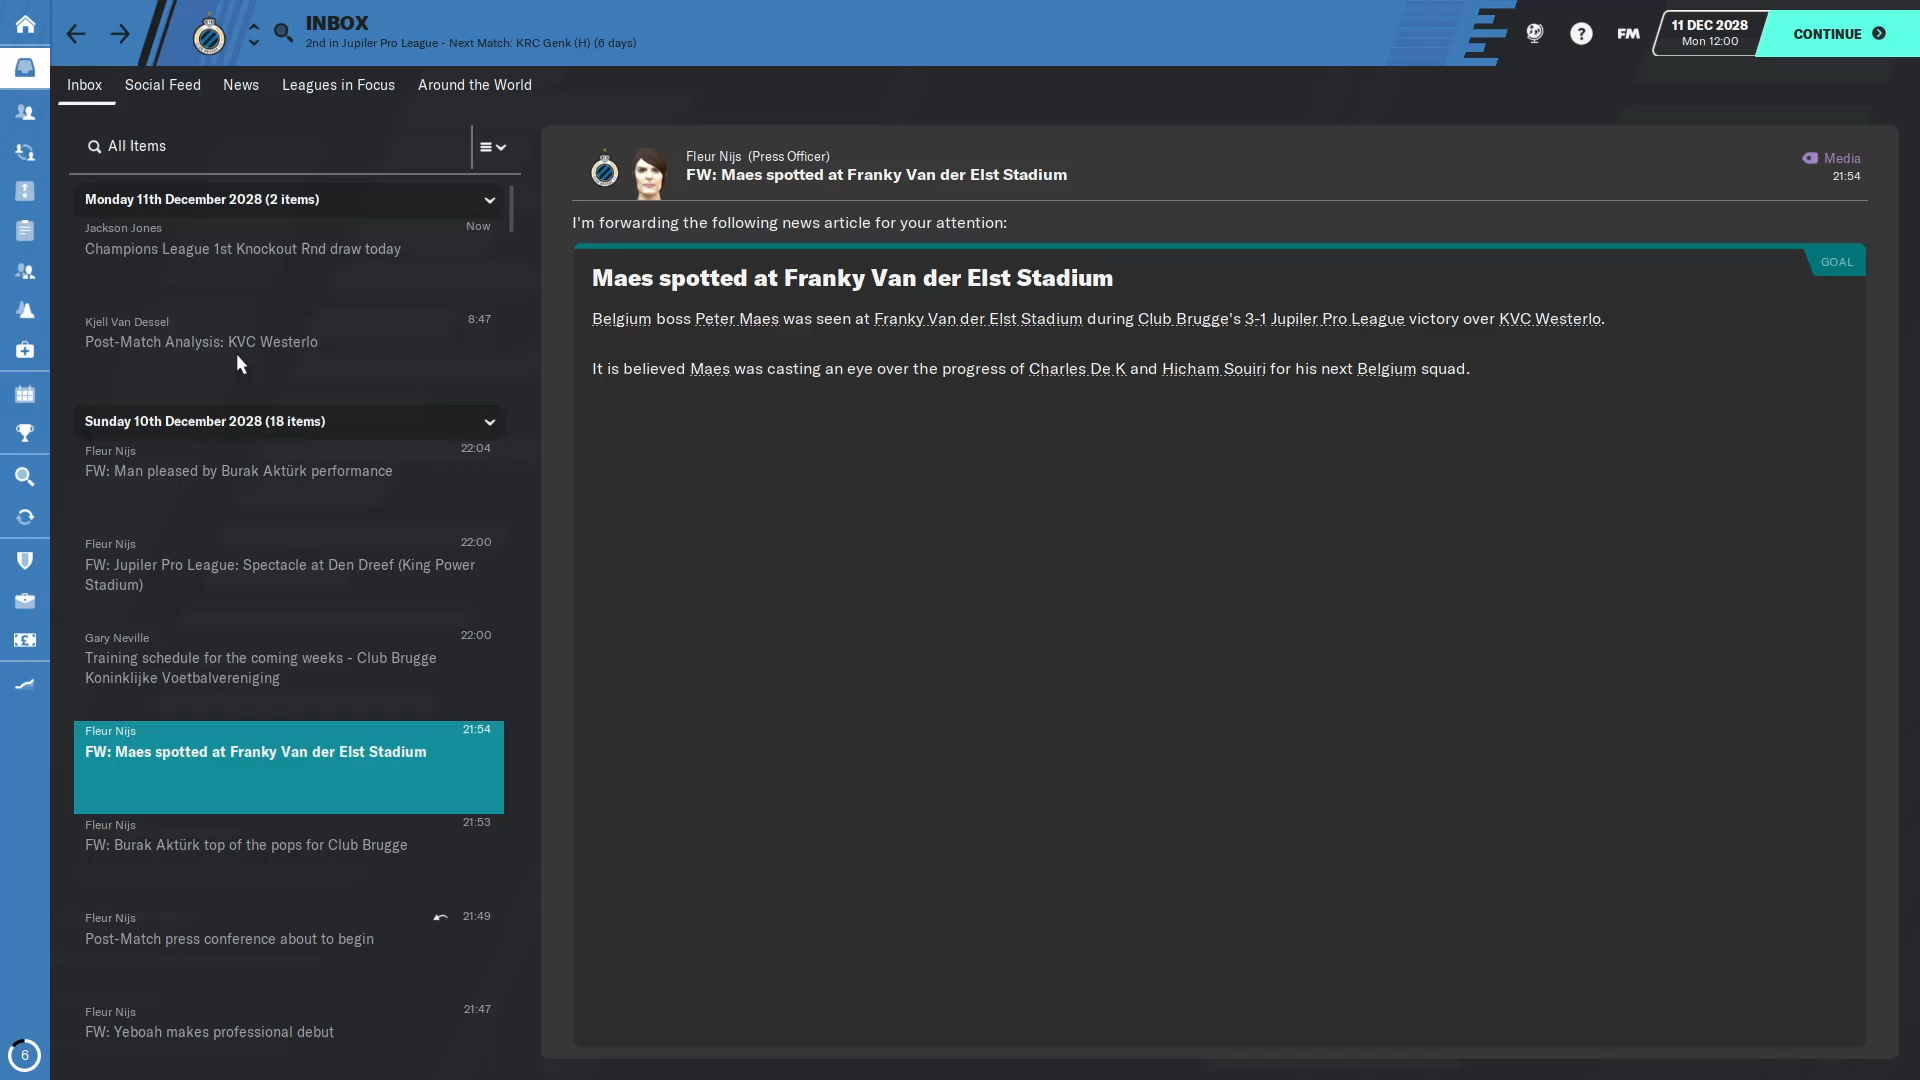 INBOX
2nd in Jupiler Pro League - Next Match: KRC Genk (H) (6 days)
?
FM
11 DEC 2028
Mon 12:00
CONTINUE
Inbox
Social Feed
News
Leagues in Focus
Around the World
All Items
Monday 11th December 2028 (2 items)
Jackson Jones
Now
Champions League 1st Knockout Rnd draw today
Kjell Van Dessel
8:47
Post-Match Analysis: KVC Westerlo
Sunday 10th December 2028 (18 items)
Fleur Nijs
22:04
FW: Man pleased by Burak Aktürk performance
Fleur Nijs
22:00
FW: Jupiler Pro League: Spectacle at Den Dreef (King Power
Stadium)
Gary Neville
22:00
Training schedule for the coming weeks - Club Brugge
Koninklijke Voetbalvereniging
Fleur Nijs
21:54
FW: Maes spotted at Franky Van der Elst Stadium
Fleur Nijs
21:53
FW: Burak Aktürk top of the pops for Club Brugge
Fleur Nijs
21:49
Post-Match press conference about to begin
Fleur Nijs
21:47
FW: Yeboah makes professional debut
6
Fleur Nijs (Press Officer)
FW: Maes spotted at Franky Van der Elst Stadium
Media
21:54
I'm forwarding the following news article for your attention:
GOAL
Maes spotted at Franky Van der Elst Stadium
Belgium boss Peter Maes was seen at Franky Van der Elst Stadium during Club Brugge's 3-1 Jupiler Pro League victory over KVC Westerlo.
It is believed Maes was casting an eye over the progress of Charles De K and Hicham Souiri for his next Belgium squad.